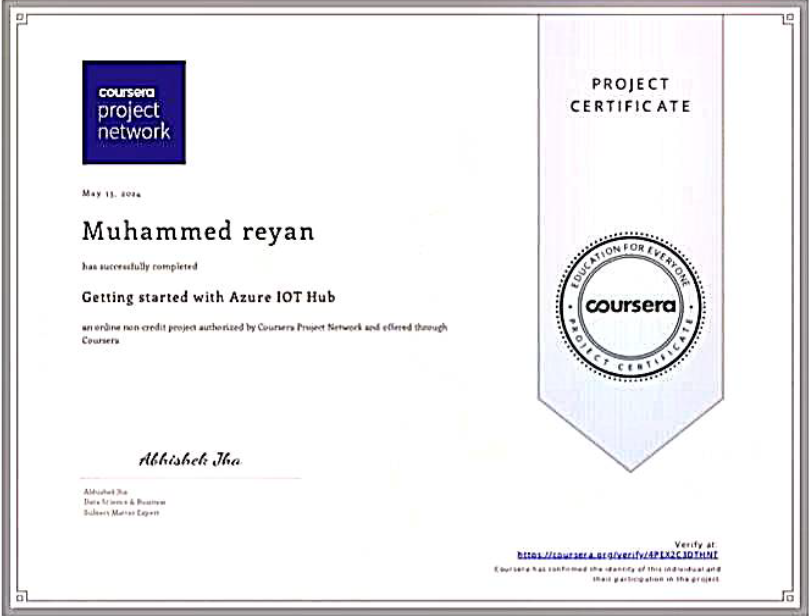 coursera
project
network
PROJECT
CERTIFICATE
May 13, 2024
Muhammed reyan
has successfully completed
Getting started with Azure IOT Hub
an online non-credit project authorized by Coursera Project Network and offered through
Coursera
EDUCATION FOR EVERYONE
coursera
PROJECT CERTIFICATE
Abhishek Jha
Abhishek Jha
Data Science & Business
Subject Matter Expert
Verify at:
https://coursera.org/verify/
Coursera has confirmed the identity of this individual and
their participation in the project